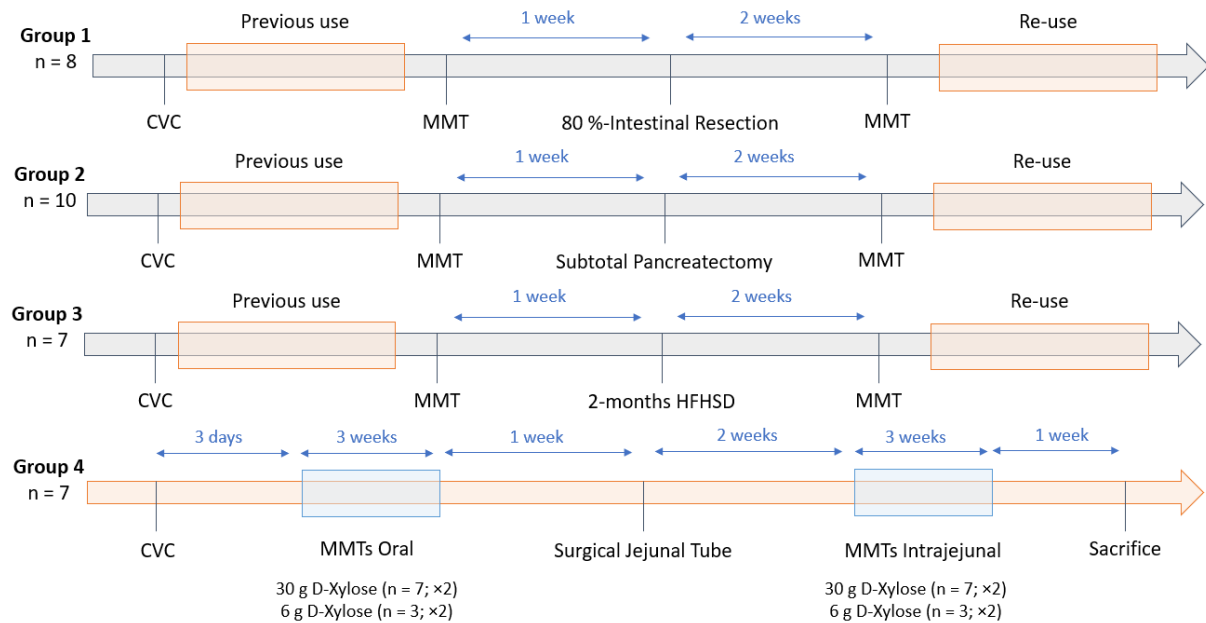 Previous use
1 week
2 weeks
Re-use
Group 1
n = 8
CVC
MMT
80 %-Intestinal Resection
MMT
Previous use
1 week
2 weeks
Re-use
Group 2
n = 10
CVC
MMT
Subtotal Pancreatectomy
MMT
Previous use
1 week
2 weeks
Re-use
Group 3
n = 7
CVC
MMT
2-months HFHSD
MMT
3 days
3 weeks
1 week
2 weeks
3 weeks
1 week
Group 4
n = 7
CVC
MMTs Oral
Surgical Jejunal Tube
MMTs Intrajejunal
Sacrifice
30 g D-Xylose (n = 7; ×2)
6 g D-Xylose (n = 3; ×2)
30 g D-Xylose (n = 7; ×2)
6 g D-Xylose (n = 3; ×2)